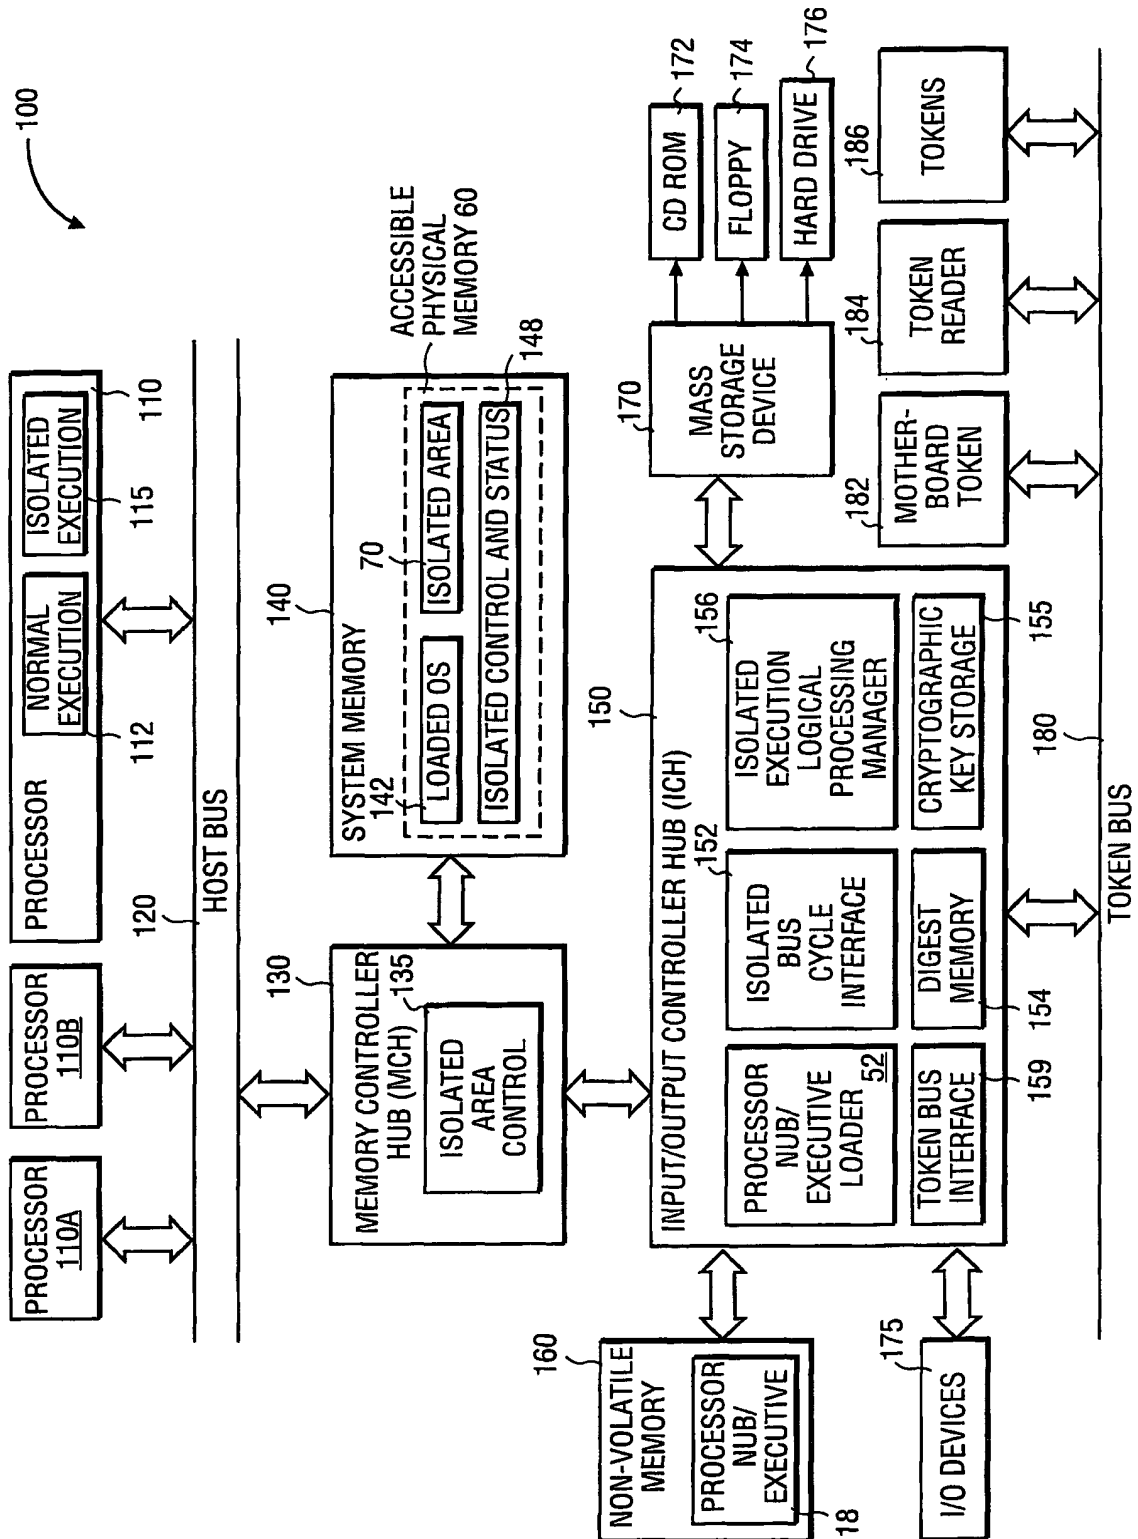 100
PROCESSOR
110A
PROCESSOR
110B
PROCESSOR
NORMAL
EXECUTION
112
ISOLATED
EXECUTION
115
110
120
HOST BUS
130
MEMORY CONTROLLER
HUB (MCH)
135
ISOLATED
AREA
CONTROL
140
SYSTEM MEMORY
142
LOADED OS
70
ISOLATED AREA
ISOLATED CONTROL AND STATUS
148
ACCESSIBLE
PHYSICAL
MEMORY 60
150
INPUT/OUTPUT CONTROLLER HUB (ICH)
PROCESSOR
NUB/
EXECUTIVE
LOADER
52
152
ISOLATED
BUS
CYCLE
INTERFACE
156
ISOLATED
EXECUTION
LOGICAL
PROCESSING
MANAGER
TOKEN BUS
INTERFACE
159
DIGEST
MEMORY
154
CRYPTOGRAPHIC
KEY STORAGE
155
160
NON-VOLATILE
MEMORY
PROCESSOR
NUB/
EXECUTIVE
18
175
I/O DEVICES
170
MASS
STORAGE
DEVICE
CD ROM
172
FLOPPY
174
HARD DRIVE
176
182
MOTHER-
BOARD
TOKEN
184
TOKEN
READER
186
TOKENS
180
TOKEN BUS